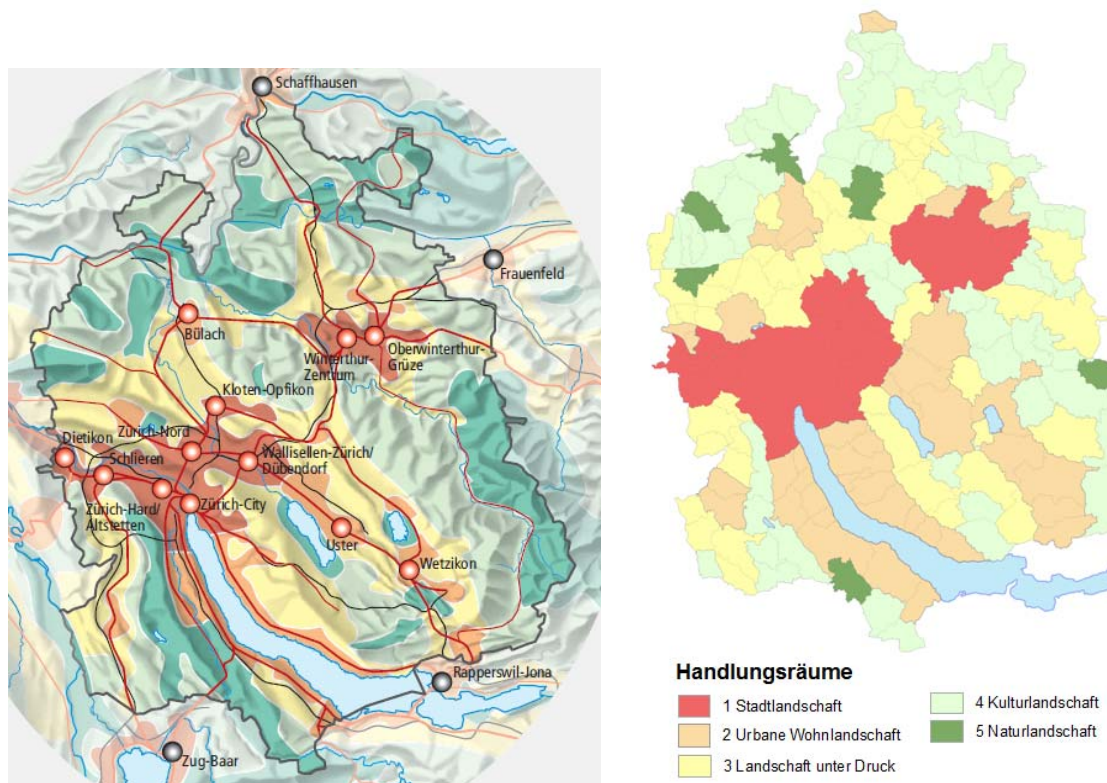 Schaffhausen
Frauenfeld
Bülach
Winterthur-
Zentrum
Oberwinterthur-
Grüze
Kloten-Opfikon
Zürich-Nord
Dietikon
Schlieren
Wallisellen-Zürich/
Dübendorf
Zürich-Hard/
Altstetten
Zürich-City
Uster
Wetzikon
Rapperswil-Jona
Zug-Baar
Handlungsräume
1 Stadtlandschaft
2 Urbane Wohnlandschaft
3 Landschaft unter Druck
4 Kulturlandschaft
5 Naturlandschaft